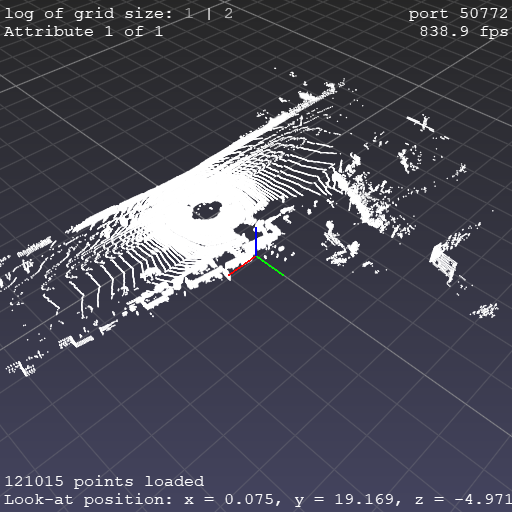 log of grid size: 1 | 2
port 50772
Attribute 1 of 1
838.9 fps
121015 points loaded
Look-at position: x = 0.075, y = 19.169, z = -4.971